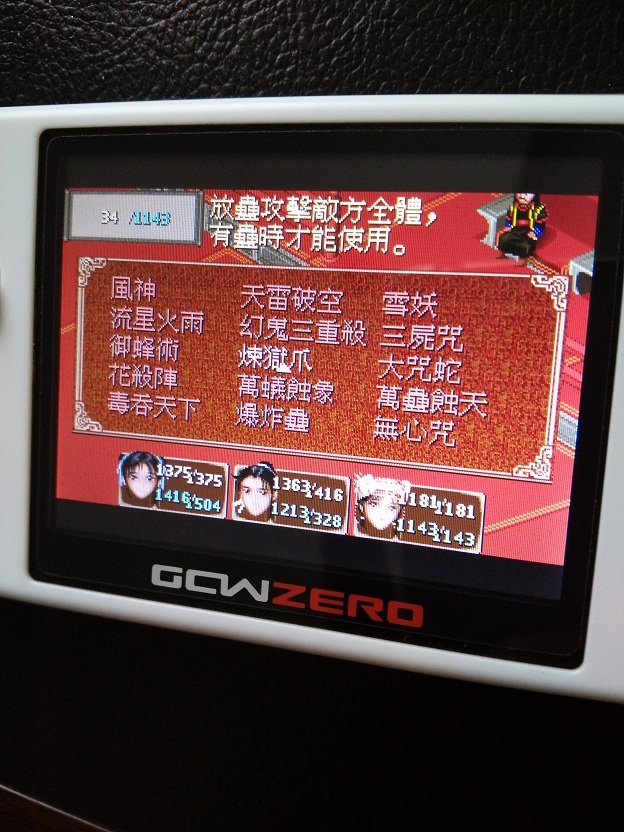 34 /1143
放蠱攻擊敵方全體，
有蠱時才能使用。
風神 天雷破空 雪妖
流星火雨 幻鬼三重殺 三屍咒
御蜂術 煉獄爪 大咒蛇
花殺陣 萬蟻蝕象 萬蠱蝕天
毒吞天下 爆炸蠱 無心咒
1375/1375 1363/1416 1181/1181
1416/1504 1213/1328 1143/1143
GCWZERO